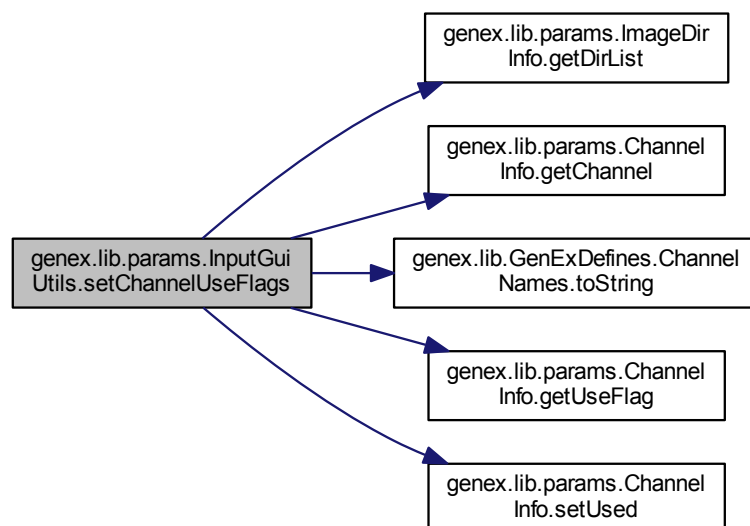 genex.lib.params.ImageDir
Info.getDirList
genex.lib.params.Channel
Info.getChannel
genex.lib.params.InputGui
Utils.setChannelUseFlags
genex.lib.GenExDefines.Channel
Names.toString
genex.lib.params.Channel
Info.getUseFlag
genex.lib.params.Channel
Info.setUsed